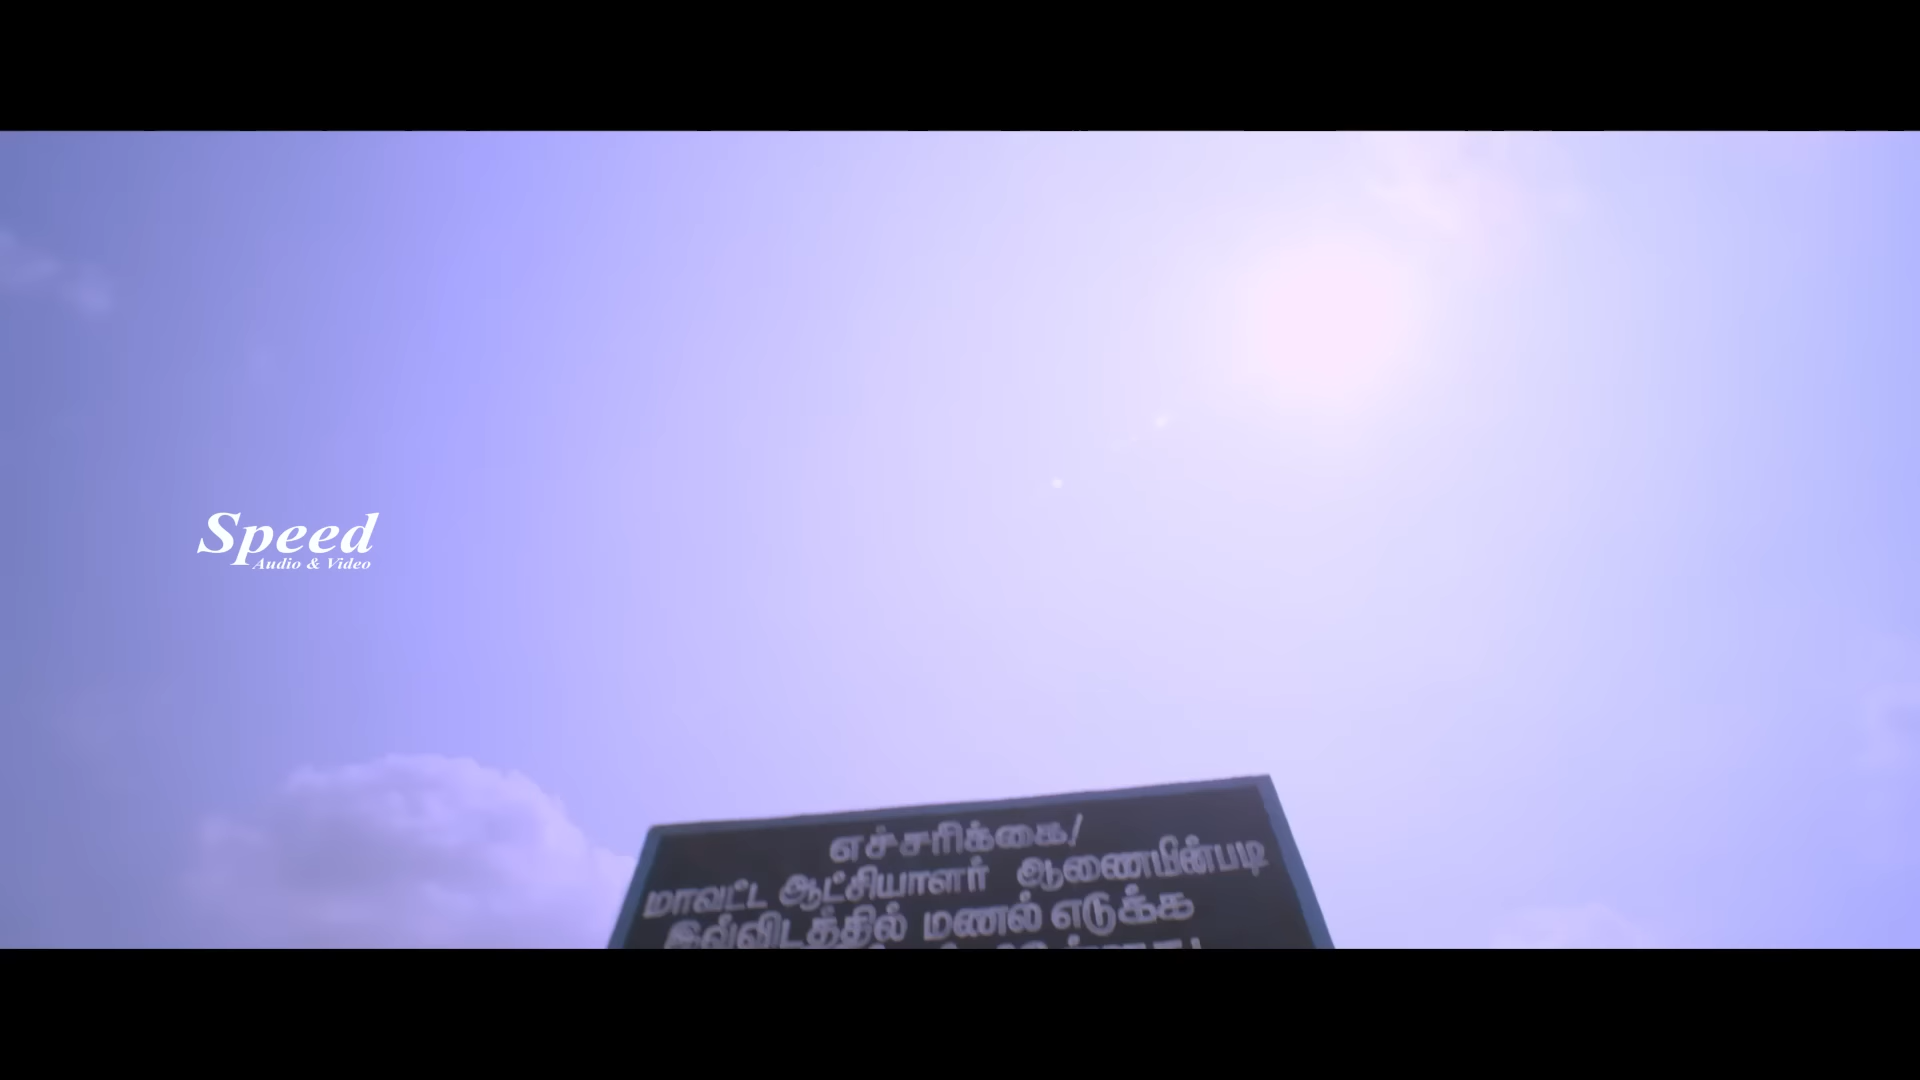 Speed
Audio & Video
எச்சரிக்கை!
மாவட்ட ஆட்சியாளர் ஆணையின்படி
இவ்விடத்தில் மணல் எடுக்க